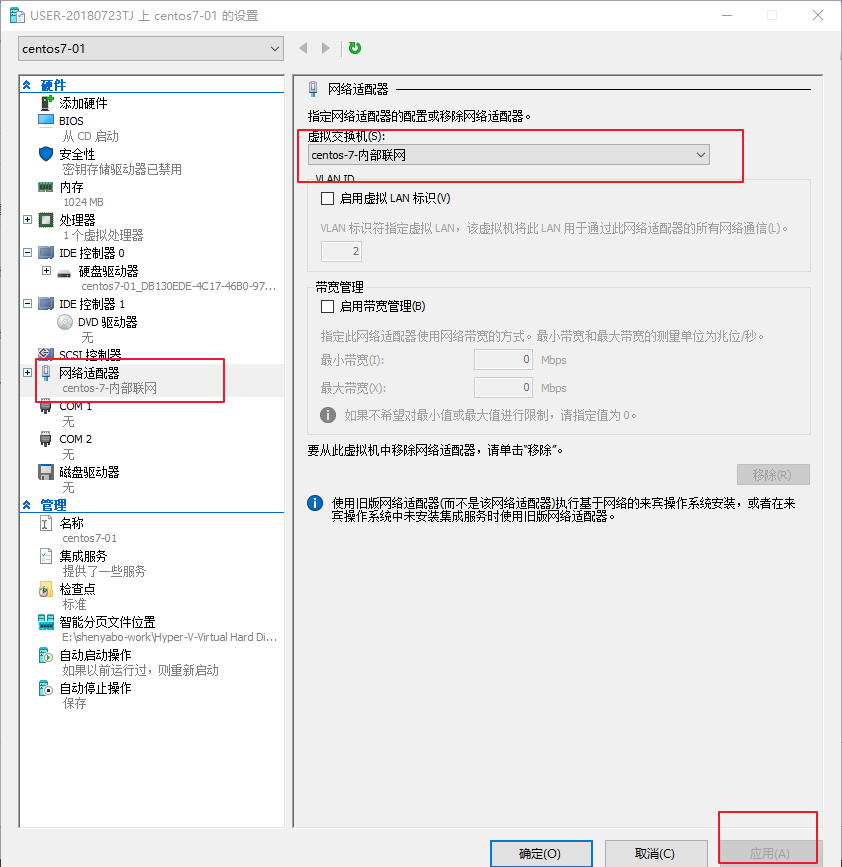 USER-20180723TJ 上 centos7-01 的设置
centos7-01
硬件
添加硬件
BIOS
从 CD 启动
安全性
密钥存储驱动器已禁用
内存
1024 MB
处理器
1 个虚拟处理器
IDE 控制器 0
硬盘驱动器
centos7-01_DB130EDE-4C17-46B0-97...
IDE 控制器 1
DVD 驱动器
无
SCSI 控制器
网络适配器
centos-7-内部联网
COM 1
无
COM 2
无
磁盘驱动器
无
管理
名称
centos7-01
集成服务
提供了一些服务
检查点
标准
智能分页文件位置
E:\shenyabo-work\Hyper-V-Virtual Hard Di...
自动启动操作
如果以前运行过，则重新启动
自动停止操作
保存
网络适配器
指定网络适配器的配置或移除网络适配器。
虚拟交换机(S):
centos-7-内部联网
VLAN ID
启用虚拟 LAN 标识(V)
VLAN 标识符指定虚拟 LAN，该虚拟机将此 LAN 用于通过此网络适配器的所有网络通信(L)。
2
带宽管理
启用带宽管理(B)
指定此网络适配器使用网络带宽的方式。最小带宽和最大带宽的测量单位为兆位/秒。
最小带宽(I): 0 Mbps
最大带宽(X): 0 Mbps
如果不希望对最小值或最大值进行限制，请指定值为 0。
要从此虚拟机中移除网络适配器，请单击"移除"。
移除(R)
使用旧版网络适配器(而不是该网络适配器)执行基于网络的来宾操作系统安装，或者在来
宾操作系统中未安装集成服务时使用旧版网络适配器。
确定(O) 取消(C) 应用(A)